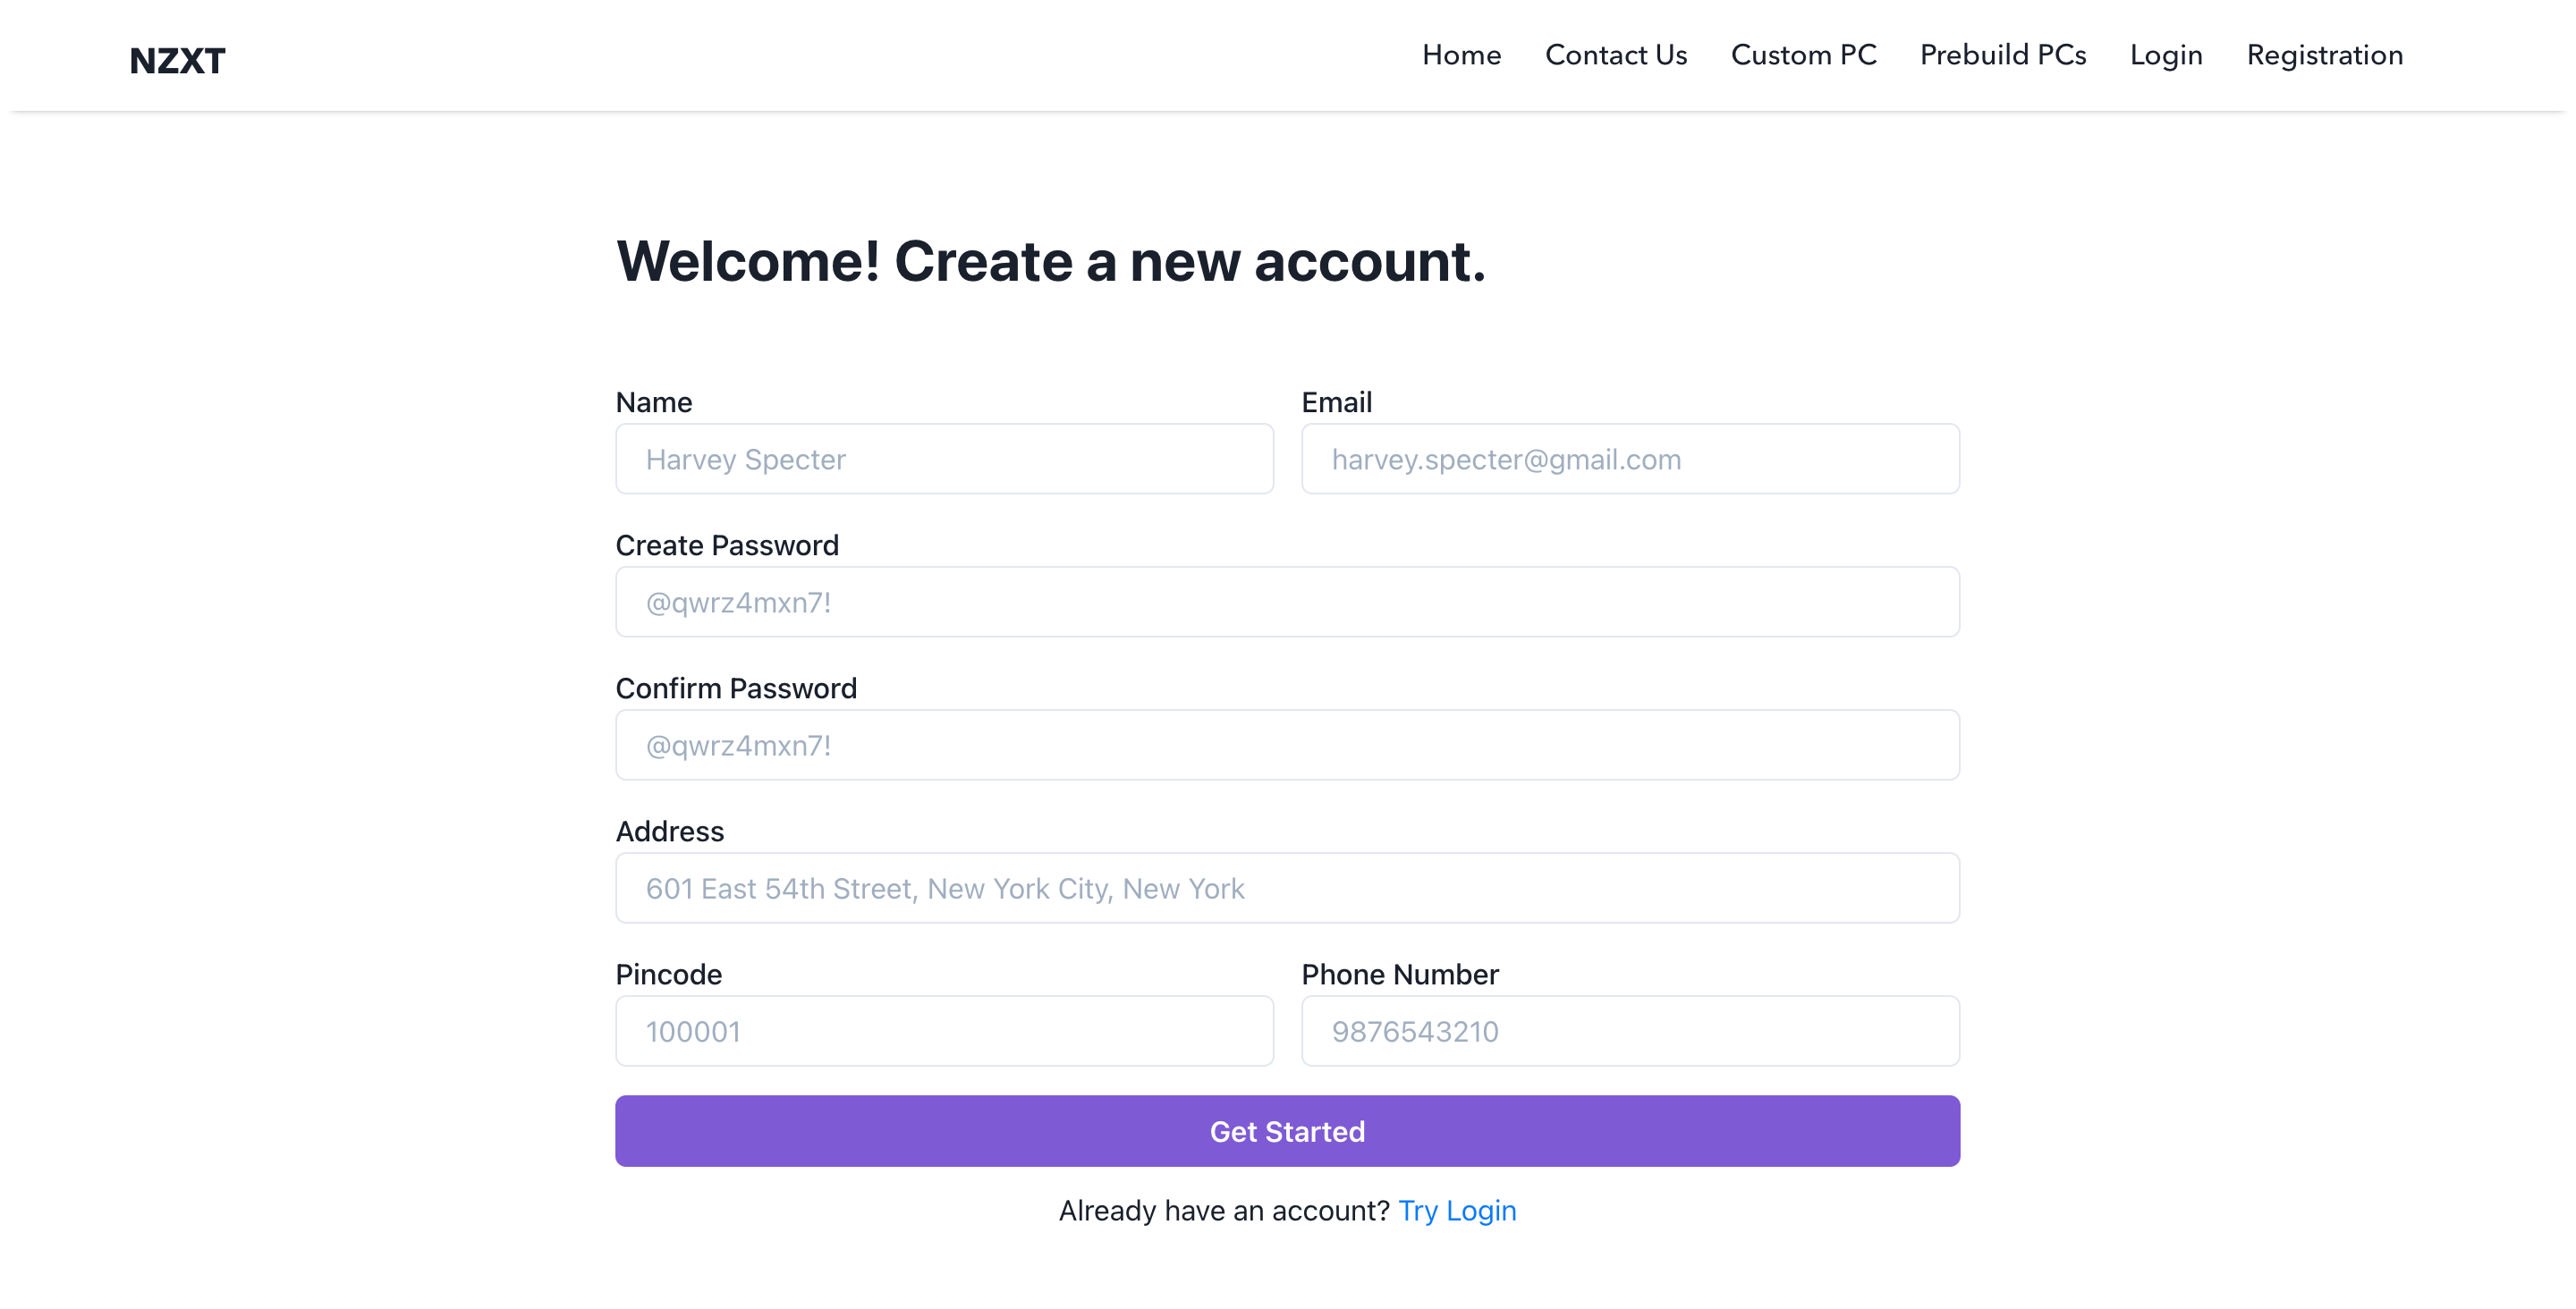 NZXT Home Contact Us Custom PC Prebuild PCs Login Registration
Welcome! Create a new account.
Name Email
Harvey Specter harvey.specter@gmail.com
Create Password
@qwrz4mxn7!
Confirm Password
@qwrz4mxn7!
Address
601 East 54th Street, New York City, New York
Pincode Phone Number
100001 9876543210
Get Started
Already have an account? Try Login